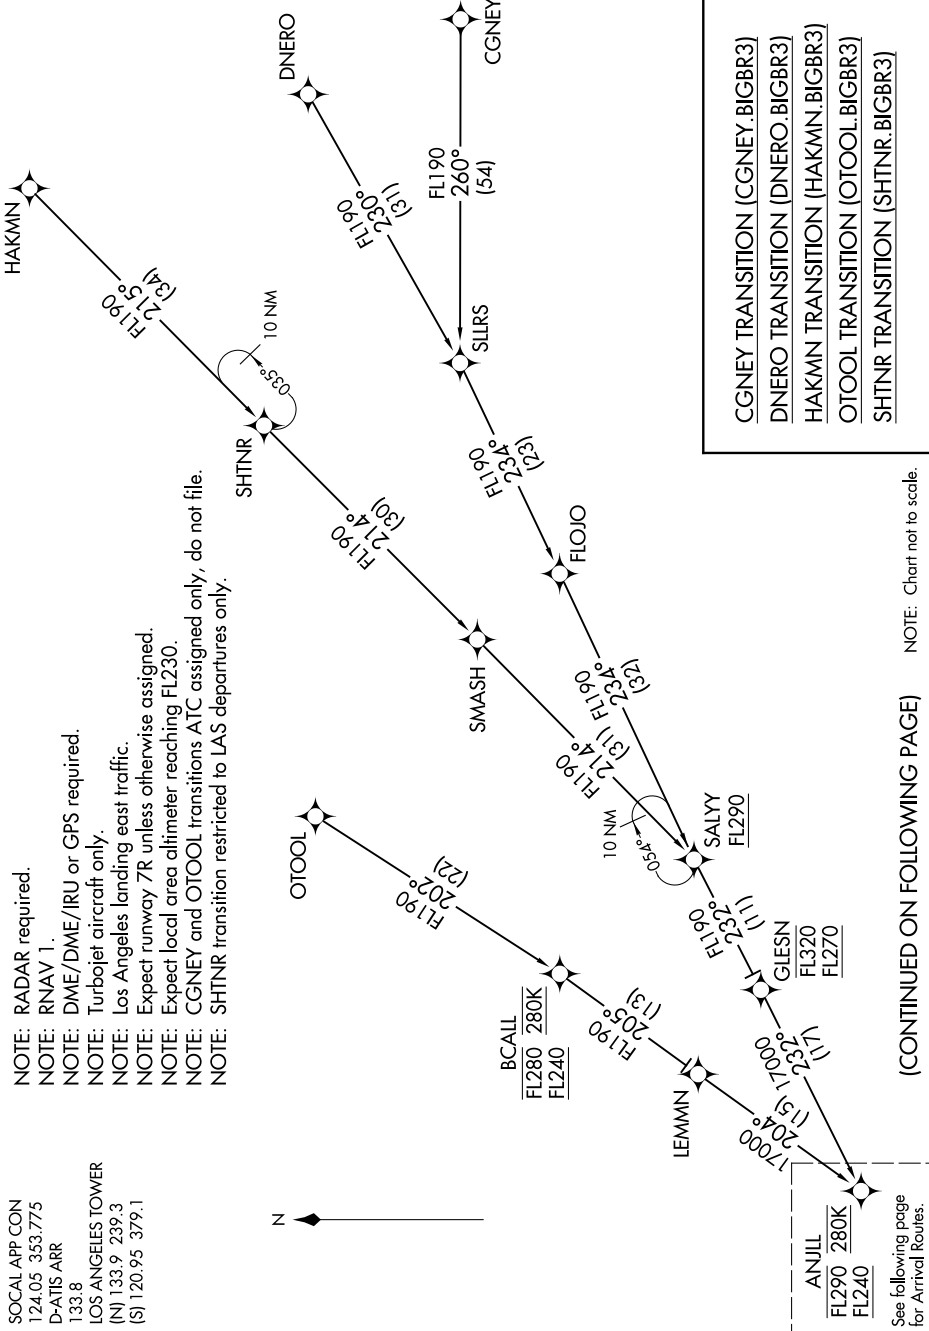 SOCAL APP CON
124.05 353.775
D-ATIS ARR
133.8
LOS ANGELES TOWER
(N) 133.9 239.3
(S) 120.95 379.1
NOTE: RADAR required.
NOTE: RNAV 1.
NOTE: DME/DME/IRU or GPS required.
NOTE: Turbojet aircraft only.
NOTE: Los Angeles landing east traffic.
NOTE: Expect runway 7R unless otherwise assigned.
NOTE: Expect local area altimeter reaching FL230.
NOTE: CGNEY and OTOOL transitions ATC assigned only, do not file.
NOTE: SHTNR transition restricted to LAS departures only.
HAKMN
FL190
215°
(34)
SHTNR
10 NM
035°
FL190
214°
(30)
SMASH
FL190
214°
(31)
DNERO
FL190
230°
(31)
CGNEY
FL190
260°
(54)
SLLRS
FL190
234°
(23)
FLOJO
FL190
234°
(32)
10 NM
054°
SALYY
FL290
FL190
232°
(11)
GLESN
FL320
FL270
17000
232°
(17)
OTOOL
FL190
202°
(22)
BCALL
FL280 280K
FL240
FL190
205°
(13)
LEMMN
17000
204°
(15)
N
ANJLL
FL290 280K
FL240
See following page
for Arrival Routes.
CGNEY TRANSITION (CGNEY.BIGBR3)
DNERO TRANSITION (DNERO.BIGBR3)
HAKMN TRANSITION (HAKMN.BIGBR3)
OTOOL TRANSITION (OTOOL.BIGBR3)
SHTNR TRANSITION (SHTNR.BIGBR3)
(CONTINUED ON FOLLOWING PAGE)
NOTE: Chart not to scale.